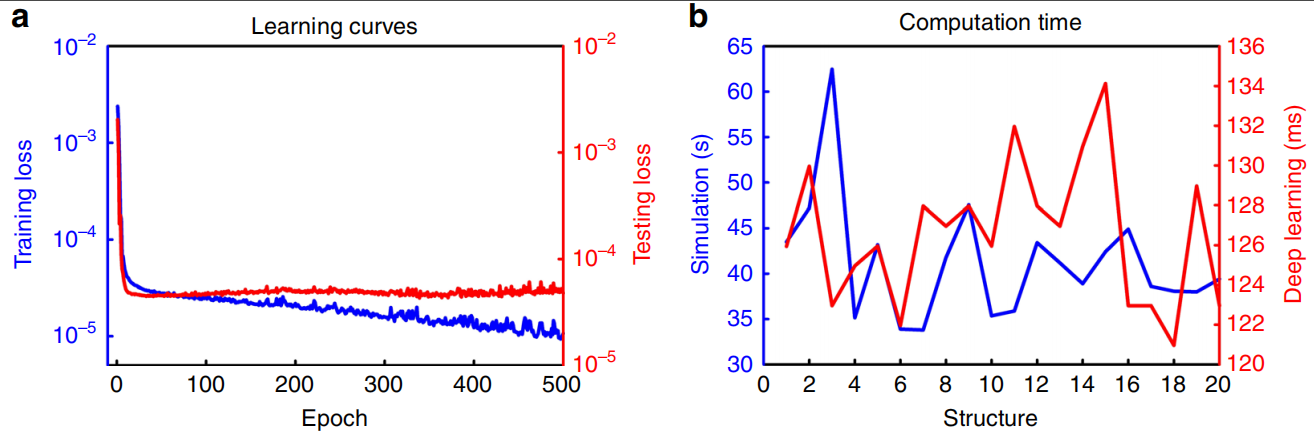 a
Learning curves
Training loss
10⁻²
10⁻³
10⁻⁴
10⁻⁵
10⁻²
10⁻³
10⁻⁴
10⁻⁵
Testing loss
0 100 200 300 400 500
Epoch
b
Computation time
Simulation (s)
65
60
55
50
45
40
35
30
136
134
132
130
128
126
124
122
120
Deep learning (ms)
0 2 4 6 8 10 12 14 16 18 20
Structure